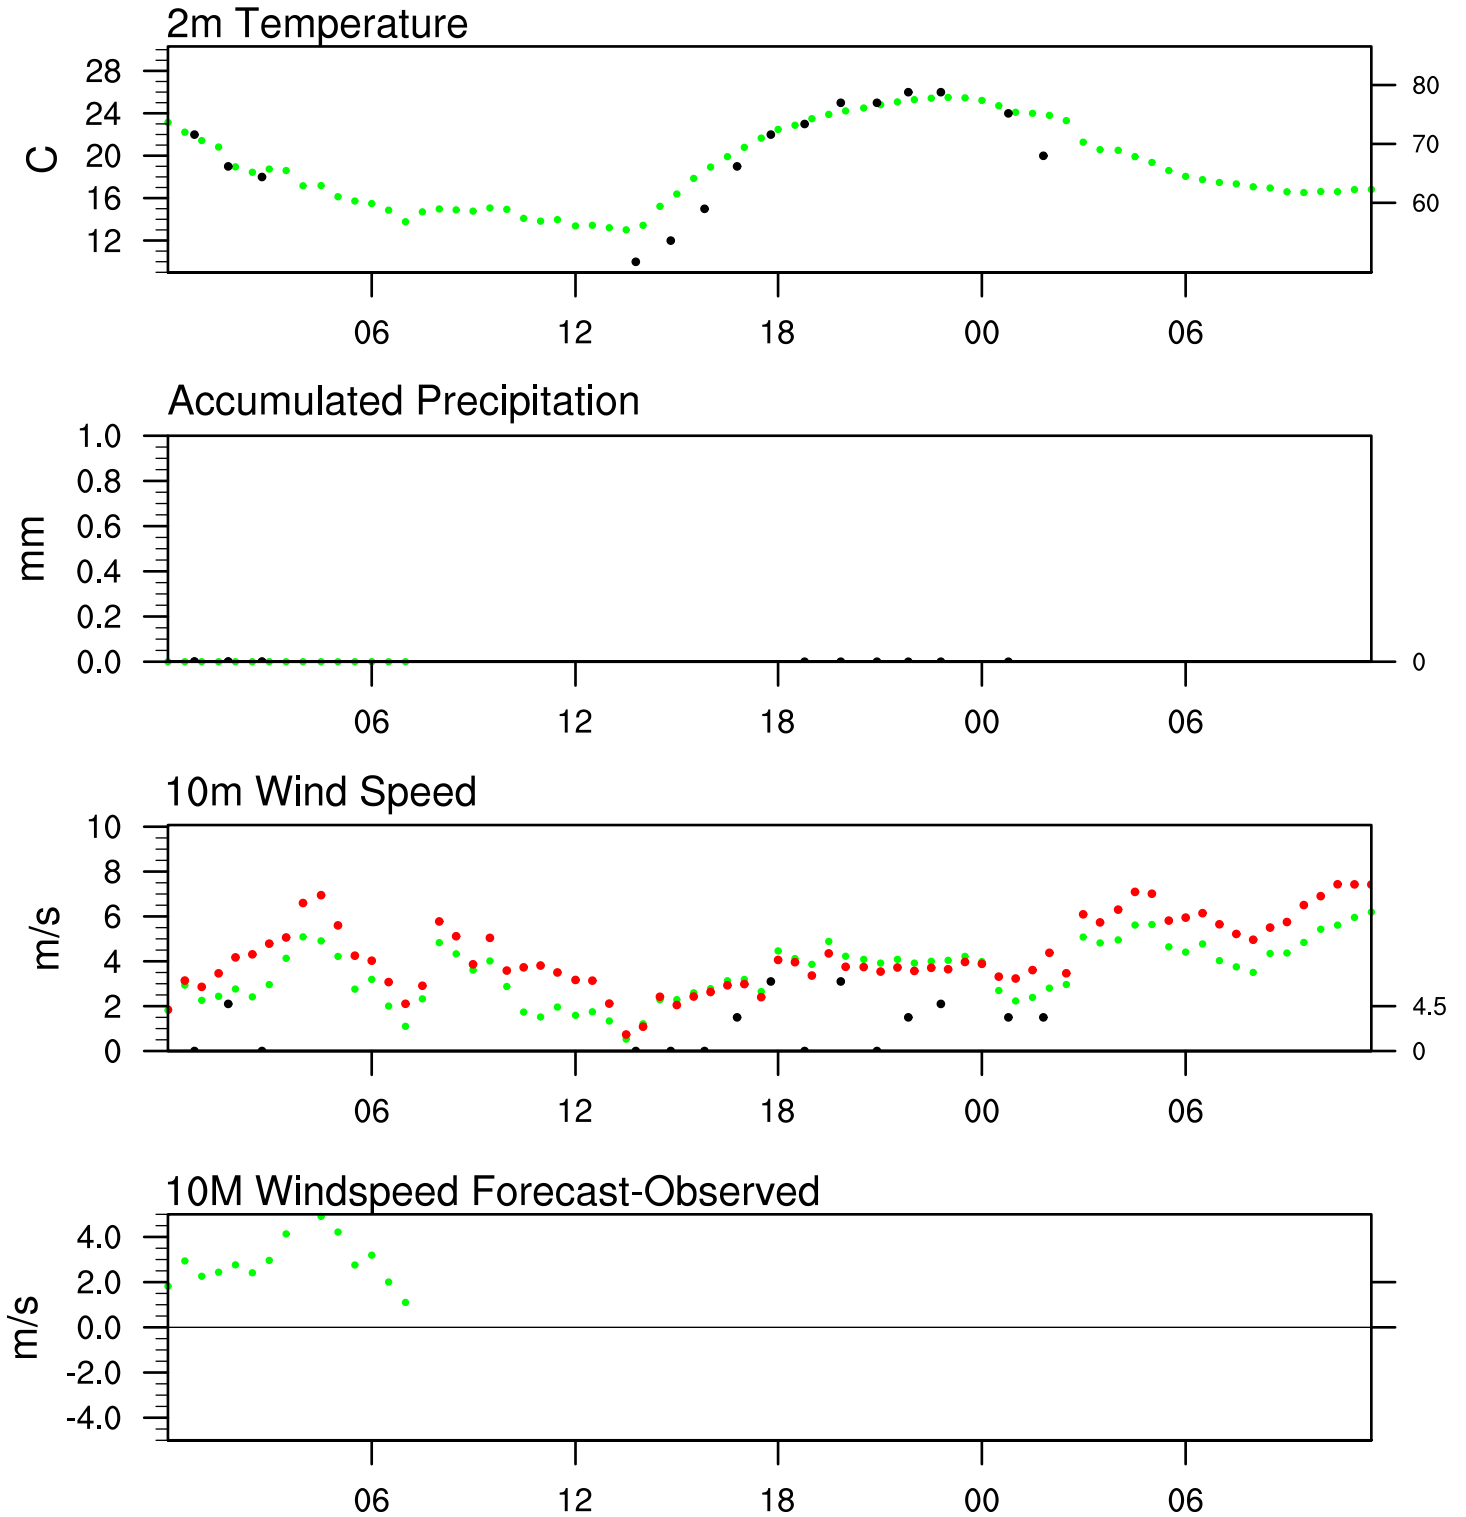 2m Temperature
28
24
20
16
12
C
80
70
60
06 12 18 00 06
Accumulated Precipitation
1.0
0.8
0.6
0.4
0.2
0.0
mm
0
06 12 18 00 06
10m Wind Speed
10
8
6
4
2
0
m/s
4.5
0
06 12 18 00 06
10M Windspeed Forecast-Observed
4.0
2.0
0.0
-2.0
-4.0
m/s
06 12 18 00 06